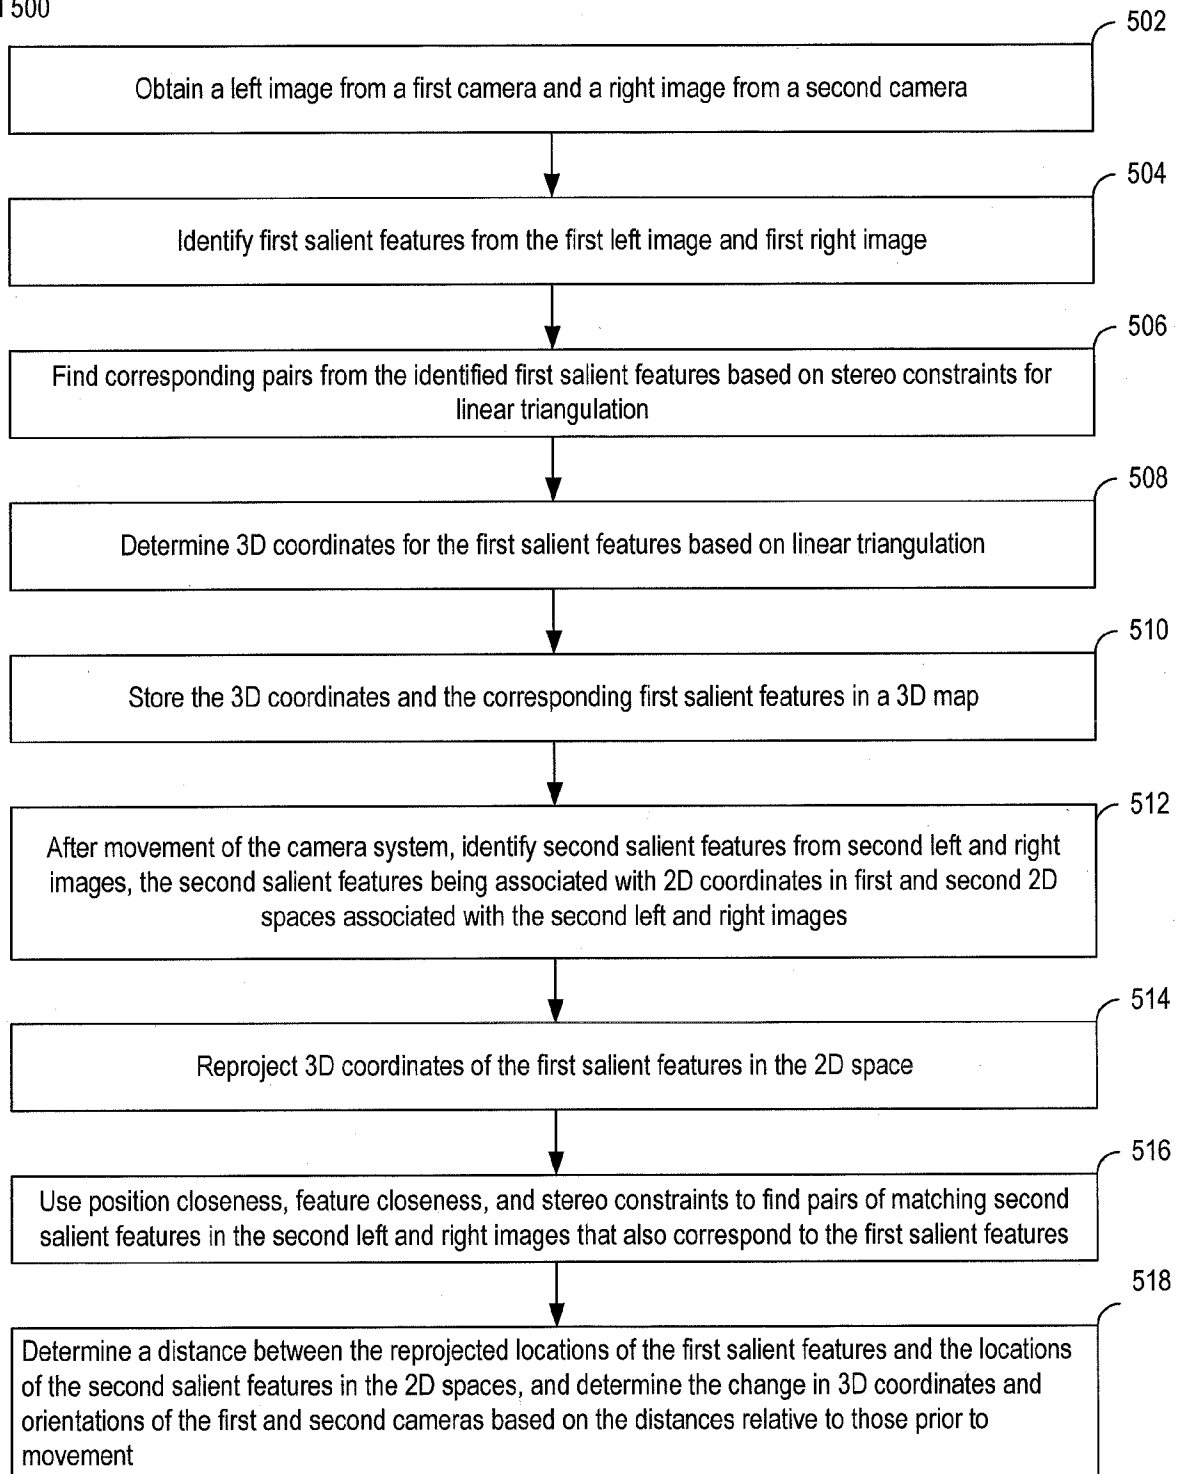 500
502
Obtain a left image from a first camera and a right image from a second camera
504
Identify first salient features from the first left image and first right image
506
Find corresponding pairs from the identified first salient features based on stereo constraints for
linear triangulation
508
Determine 3D coordinates for the first salient features based on linear triangulation
510
Store the 3D coordinates and the corresponding first salient features in a 3D map
512
After movement of the camera system, identify second salient features from second left and right
images, the second salient features being associated with 2D coordinates in first and second 2D
spaces associated with the second left and right images
514
Reproject 3D coordinates of the first salient features in the 2D space
516
Use position closeness, feature closeness, and stereo constraints to find pairs of matching second
salient features in the second left and right images that also correspond to the first salient features
518
Determine a distance between the reprojected locations of the first salient features and the locations
of the second salient features in the 2D spaces, and determine the change in 3D coordinates and
orientations of the first and second cameras based on the distances relative to those prior to
movement